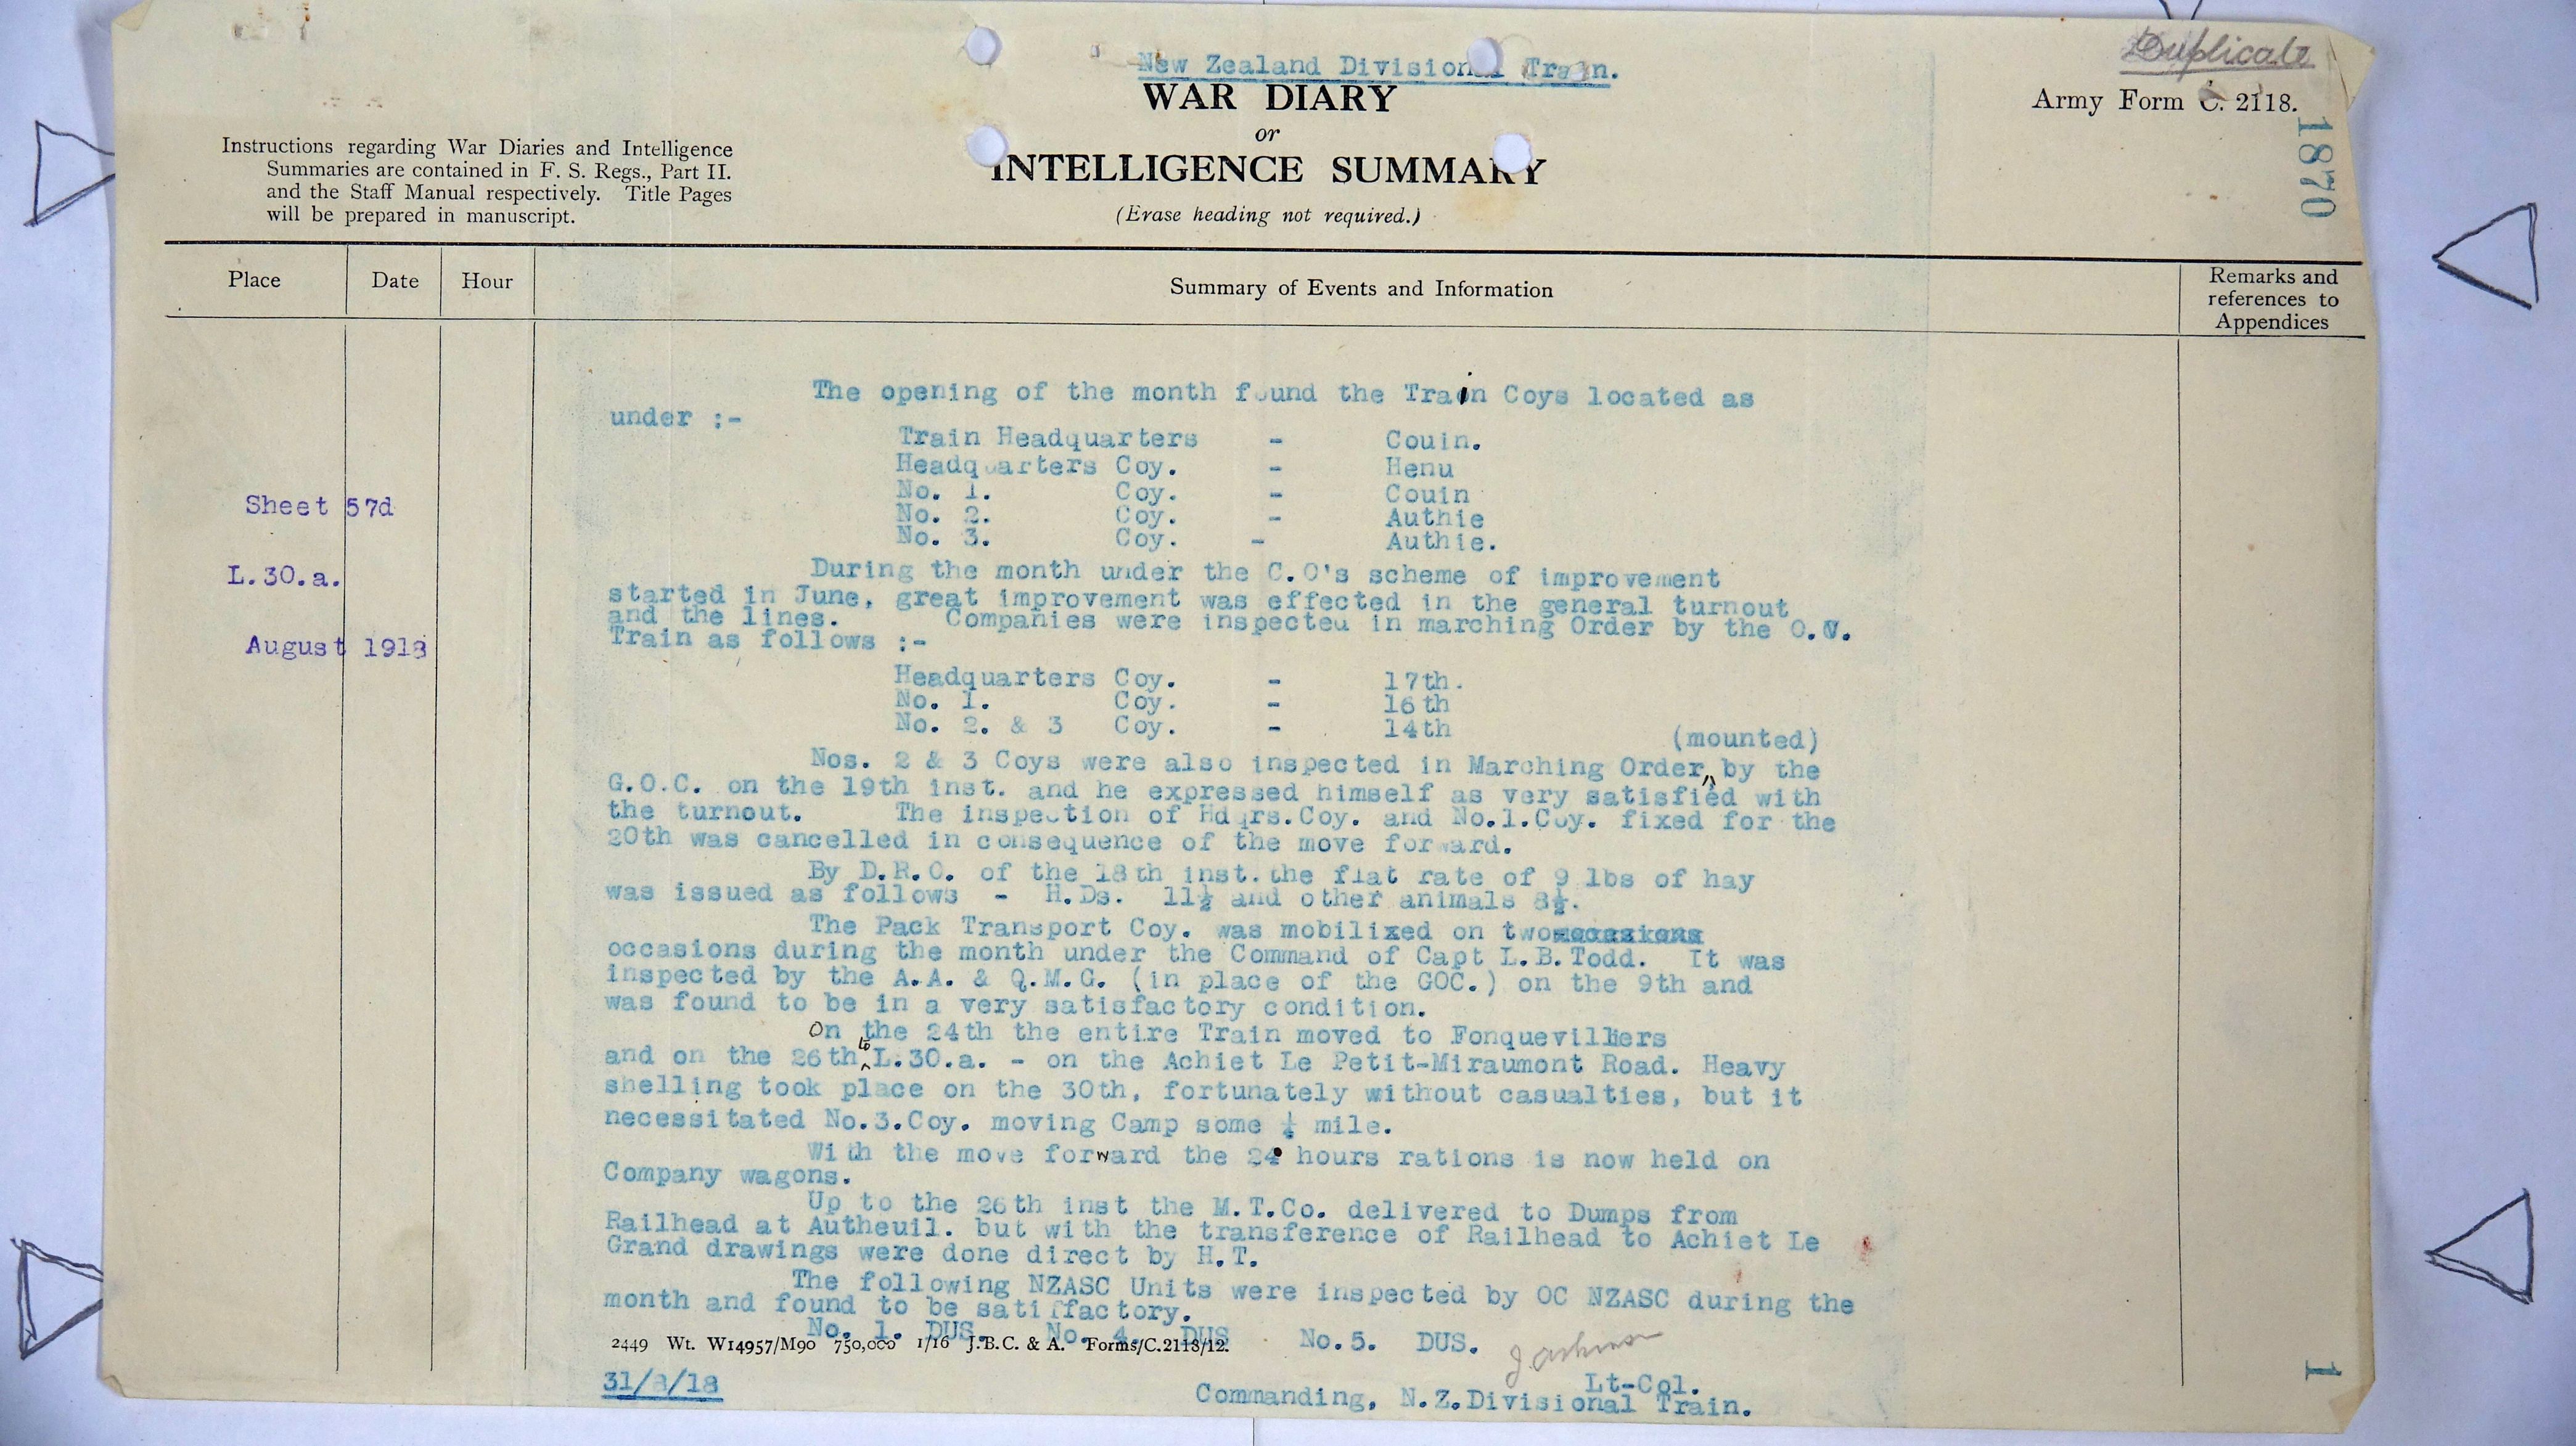 Duplicate
New Zealand Divisional Train.
WAR DIARY
or
INTELLIGENCE SUMMARY
(Erase heading not required.)
Army Form C. 2118.
1870
Instructions regarding War Diaries and Intelligence
Summaries are contained in F. S. Regs., Part II.
and the Staff Manual respectively. Title Pages
will be prepared in manuscript.
Place Date Hour Summary of Events and Information Remarks and
references to
Appendices
Sheet 57d
L.30.a.
August 1918
The opening of the month found the Train Coys located as
under :-
Train Headquarters - Couin.
Headquarters Coy. - Henu
No. 1. Coy. - Couin
No. 2. Coy. - Authie
No. 3. Coy. - Authie.
During the month under the C.O's scheme of improvement
started in June, great improvement was effected in the general turnout
and the lines. Companies were inspected in marching Order by the O.C.
Train as follows :-
Headquarters Coy. - 17th.
No. 1. Coy. - 16th
No. 2. & 3 Coy. - 14th
(mounted)
Nos. 2 & 3 Coys were also inspected in Marching Order, by the
G.O.C. on the 19th inst. and he expressed himself as very satisfied with
the turnout. The inspection of Hdqrs.Coy. and No.1.Coy. fixed for the
20th was cancelled in consequence of the move forward.
By D.R.O. of the 18th inst. the flat rate of 9 lbs of hay
was issued as follows - H.Ds. 11½ and other animals 8½.
The Pack Transport Coy. was mobilized on two
occasions during the month under the Command of Capt L.B.Todd. It was
inspected by the A.A. & Q.M.G. (in place of the GOC.) on the 9th and
was found to be in a very satisfactory condition.
On the 24th the entire Train moved to Fonquevilliers
and on the 26th to L.30.a. - on the Achiet Le Petit-Miraumont Road. Heavy
shelling took place on the 30th, fortunately without casualties, but it
necessitated No.3.Coy. moving Camp some ¼ mile.
With the move forward the 24 hours rations is now held on
Company wagons.
Up to the 26th inst the M.T.Co. delivered to Dumps from
Railhead at Autheuil. but with the transference of Railhead to Achiet Le
Grand drawings were done direct by H.T.
The following NZASC Units were inspected by OC NZASC during the
month and found to be satiffactory.
No. 1. DUS. No. 4. DUS No.5. DUS.
2449 Wt. W14957/M90 750,000 1/16 J.B.C. & A. Forms/C.2118/12.
31/8/18
Lt-Col.
Commanding, N.Z.Divisional Train.
1